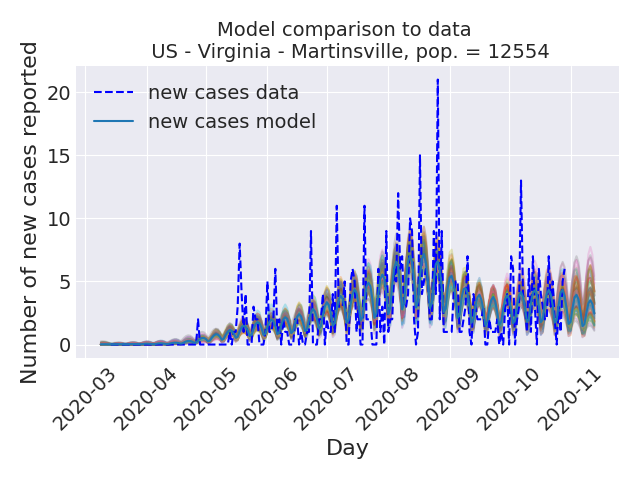 Model comparison to data
US - Virginia - Martinsville, pop. = 12554
Number of new cases reported
20
15
10
5
0
new cases data
new cases model
2020-03
2020-04
2020-05
2020-06
2020-07
2020-08
2020-09
2020-10
2020-11
Day